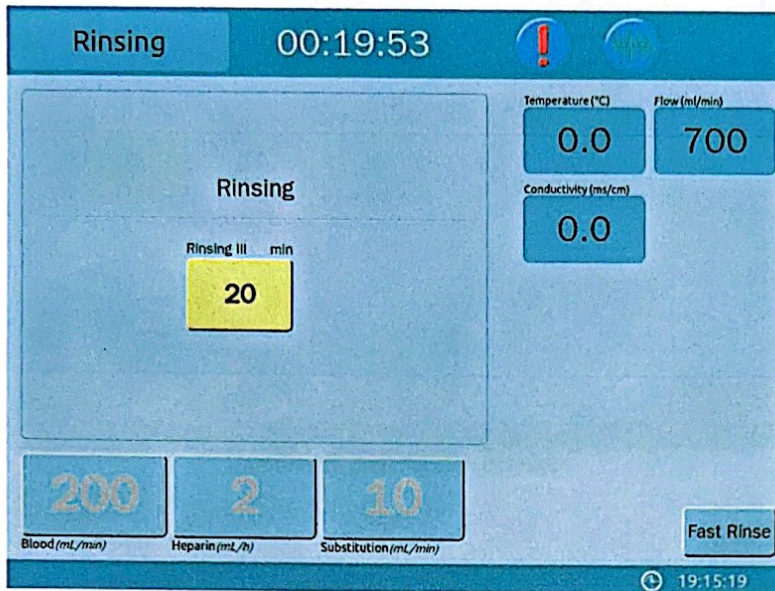 Rinsing 00:19:53 !
Temperature (°C) Flow (ml/min)
0.0 700
Rinsing
Conductivity (ms/cm)
0.0
Rinsing III min
20
200 2 10
Blood (mL/min) Heparin (mL/h) Substitution (mL/min)
Fast Rinse
19:15:19